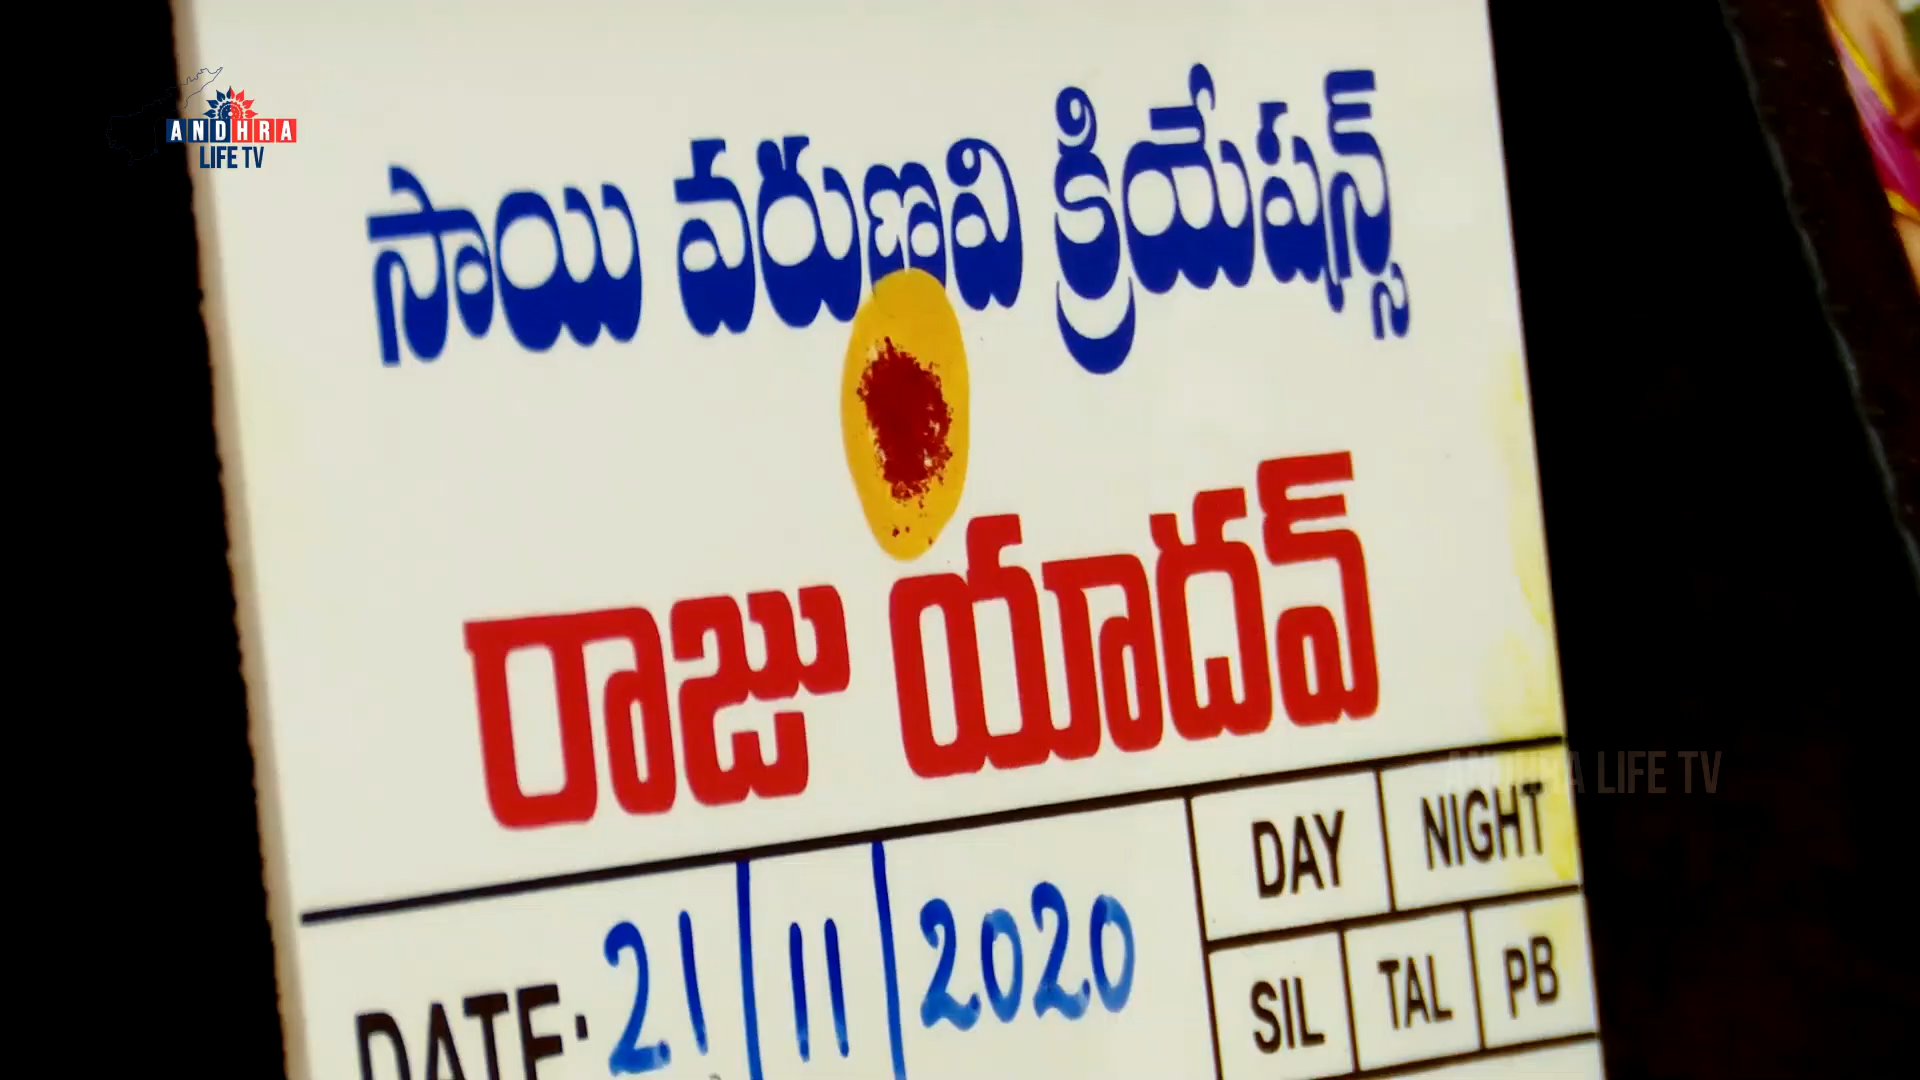 ANDHRA
LIFE TV
సాయి వరుణవి క్రియేషన్స్
రాజు యాదవ్
ANDHRA LIFE TV
DAY NIGHT
DATE: 21/11/2020
SIL TAL PB